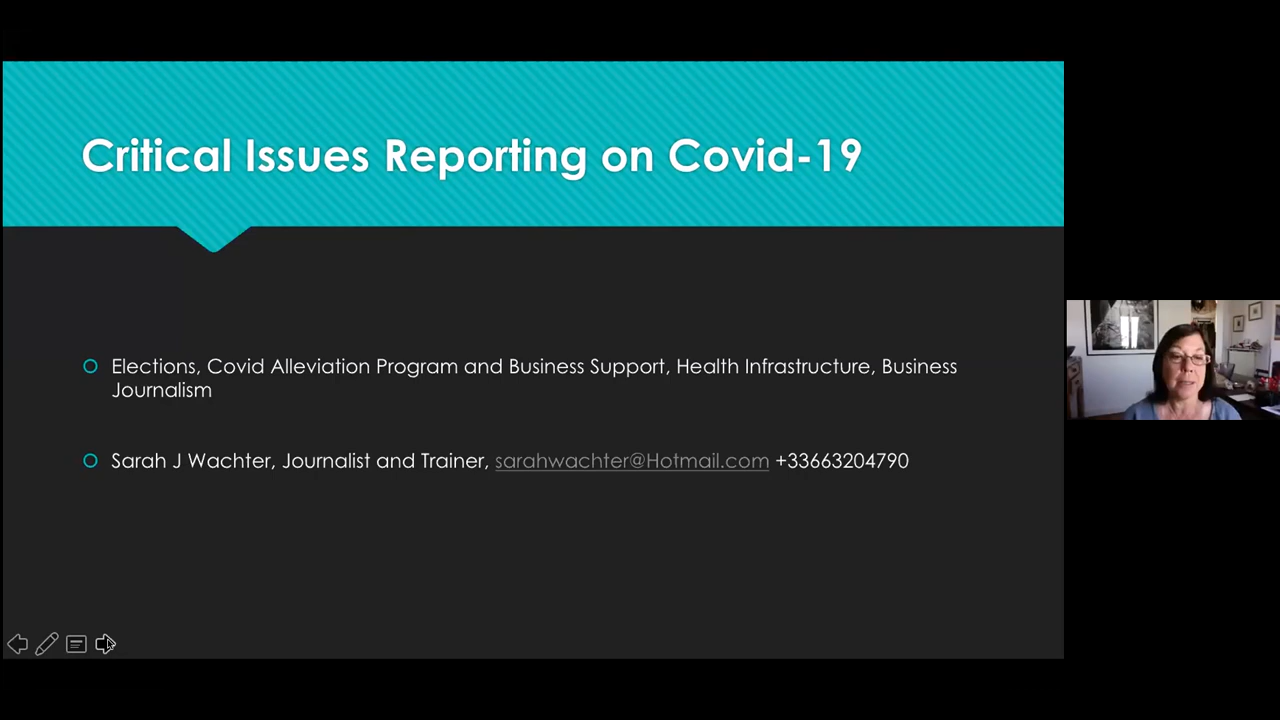 Critical Issues Reporting on Covid-19
Elections, Covid Alleviation Program and Business Support, Health Infrastructure, Business
Journalism
Sarah J Wachter, Journalist and Trainer, sarahwachter@Hotmail.com +33663204790